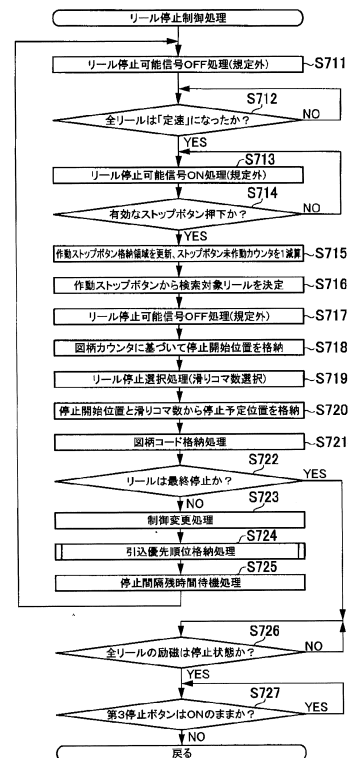 リール停止制御処理
リール停止可能信号OFF処理(規定外)
S711
S712
全リールは「定速」になったか?
NO
YES
S713
リール停止可能信号ON処理(規定外)
S714
有効なストップボタン押下か?
NO
YES
作動ストップボタン格納領域を更新、ストップボタン未作動カウンタを1減算
S715
作動ストップボタンから検索対象リールを決定
S716
リール停止可能信号OFF処理(規定外)
S717
図柄カウンタに基づいて停止開始位置を格納
S718
リール停止選択処理(滑りコマ数選択)
S719
停止開始位置と滑りコマ数から停止予定位置を格納
S720
図柄コード格納処理
S721
S722
リールは最終停止か?
YES
NO
S723
制御変更処理
S724
引込優先順位格納処理
S725
停止間隔残時間待機処理
S726
全リールの励磁は停止状態か?
NO
YES
S727
第3停止ボタンはONのままか?
YES
NO
戻る